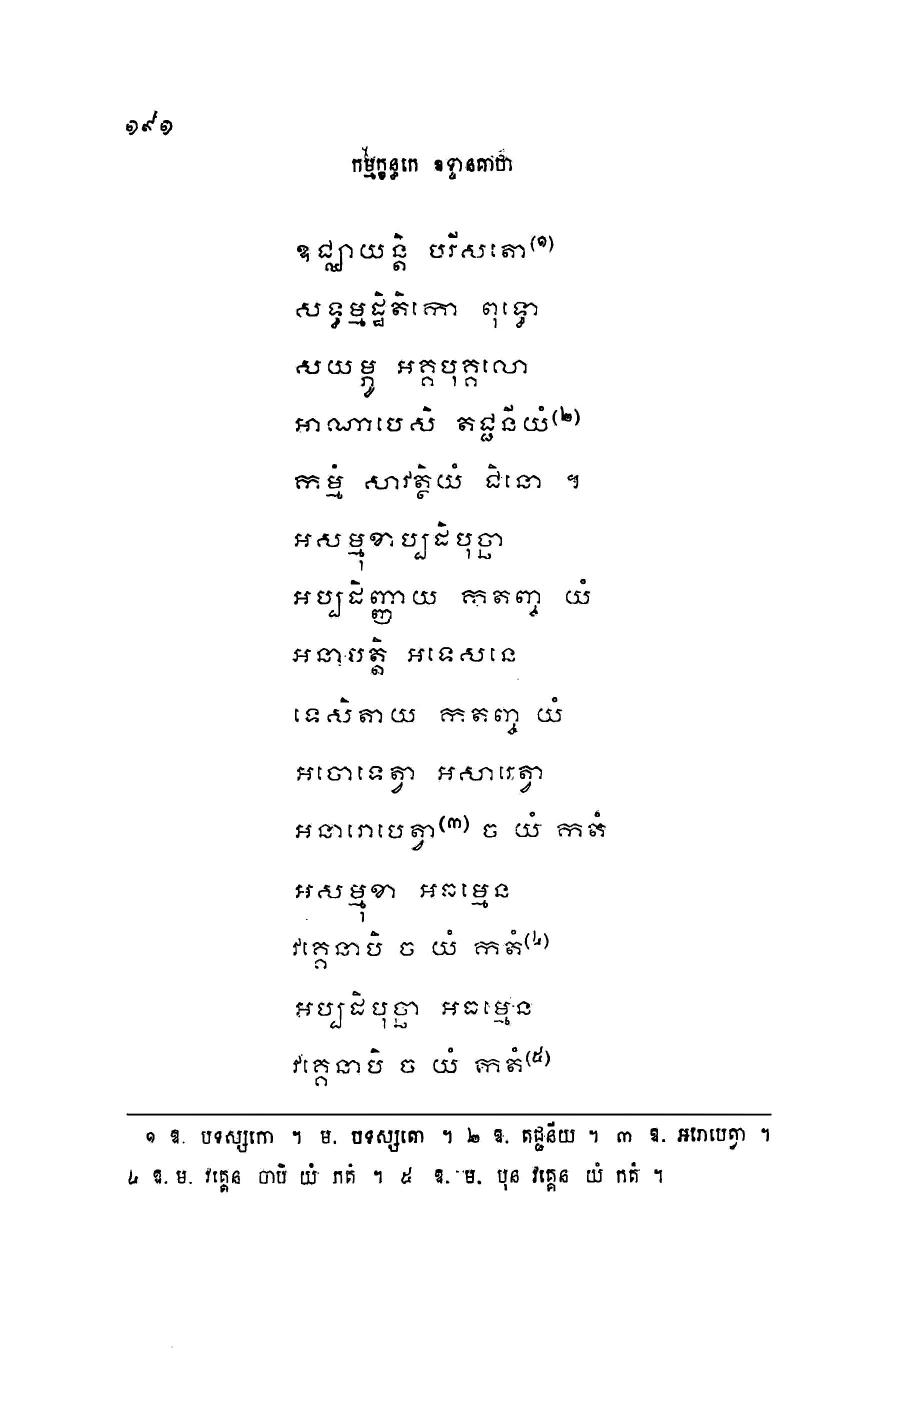 ១៩១
កម្មក្ខន្ធកេ ឧទ្ទានគាថា
ឧជ្ឈាយន្តិ បរិសតោ(១)
សទ្ធម្មដ្ឋិតិកោ ពុទ្ធោ
សយម្ភូ អគ្គបុគ្គលោ
អាណាបេសិ តជ្ជនីយំ(២)
កម្មំ សាវត្ថិយំ ជិនោ ។
អសម្មុខាប្បដិបុច្ឆា
អប្បដិញ្ញាយ កតញ្ច យំ
អនាបត្តិ អទេសនេ
ទេសិតាយ កតញ្ច យំ
អចោទេត្វា អសារេត្វា
អនារោបេត្វា(៣) ច យំ កតំ
អសម្មុខា អធម្មេន
វគ្គេនាបិ ច យំ កតំ(៤)
អប្បដិបុច្ឆា អធម្មេន
វគ្គេនាបិ ច យំ កតំ(៥)
១ ឱ. បទស្សកោ ។ ម. បទស្សតោ ។ ២ ឱ. តជ្ជនីយ ។ ៣ ឱ. អរោបេត្វា ។
៤ ឱ. ម. វគ្គេន ចាបិ យំ កតំ ។ ៥ ឱ. ម. បុន វគ្គេន យំ កតំ ។